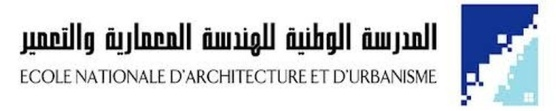 المدرسة الوطنية للهندسة المعمارية والتعمير
ECOLE NATIONALE D'ARCHITECTURE ET D'URBANISME